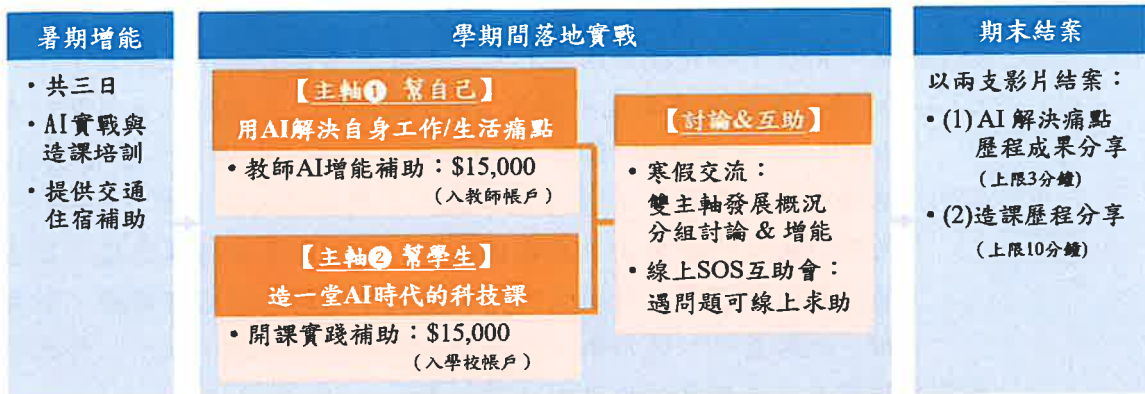 暑期增能
• 共三日
• AI實戰與
造課培訓
• 提供交通
住宿補助
學期間落地實戰
【主軸❶ 幫自己】
用AI解決自身工作/生活痛點
• 教師AI增能補助：$15,000
（入教師帳戶）
【主軸❷ 幫學生】
造一堂AI時代的科技課
• 開課實踐補助：$15,000
（入學校帳戶）
【討論&互助】
• 寒假交流：
雙主軸發展概況
分組討論 & 增能
• 線上SOS互助會：
遇問題可線上求助
期末結案
以兩支影片結案：
• (1) AI 解決痛點
歷程成果分享
（上限3分鐘）
• (2)造課歷程分享
（上限10分鐘）